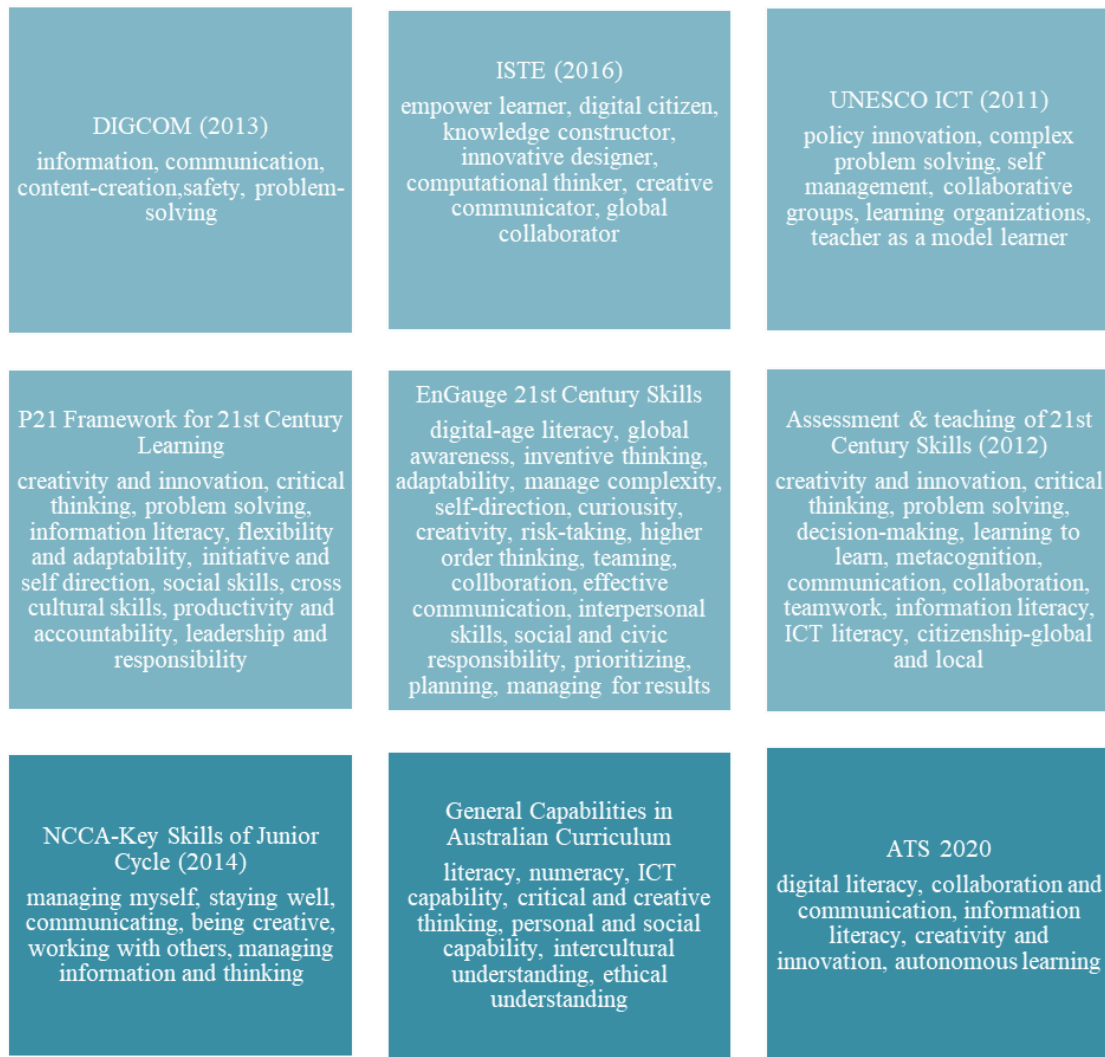 DIGCOM (2013)
information, communication,
content-creation,safety, problem-
solving
ISTE (2016)
empower learner, digital citizen,
knowledge constructor,
innovative designer,
computational thinker, creative
communicator, global
collaborator
UNESCO ICT (2011)
policy innovation, complex
problem solving, self
management, collaborative
groups, learning organizations,
teacher as a model learner
P21 Framework for 21st Century
Learning
creativity and innovation, critical
thinking, problem solving,
information literacy, flexibility
and adaptability, initiative and
self direction, social skills, cross
cultural skills, productivity and
accountability, leadership and
responsibility
EnGauge 21st Century Skills
digital-age literacy, global
awareness, inventive thinking,
adaptability, manage complexity,
self-direction, curiousity,
creativity, risk-taking, higher
order thinking, teaming,
collboration, effective
communication, interpersonal
skills, social and civic
responsibility, prioritizing,
planning, managing for results
Assessment & teaching of 21st
Century Skills (2012)
creativity and innovation, critical
thinking, problem solving,
decision-making, learning to
learn, metacognition,
communication, collaboration,
teamwork, information literacy,
ICT literacy, citizenship-global
and local
NCCA-Key Skills of Junior
Cycle (2014)
managing myself, staying well,
communicating, being creative,
working with others, managing
information and thinking
General Capabilities in
Australian Curriculum
literacy, numeracy, ICT
capability, critical and creative
thinking, personal and social
capability, intercultural
understanding, ethical
understanding
ATS 2020
digital literacy, collaboration and
communication, information
literacy, creativity and
innovation, autonomous learning